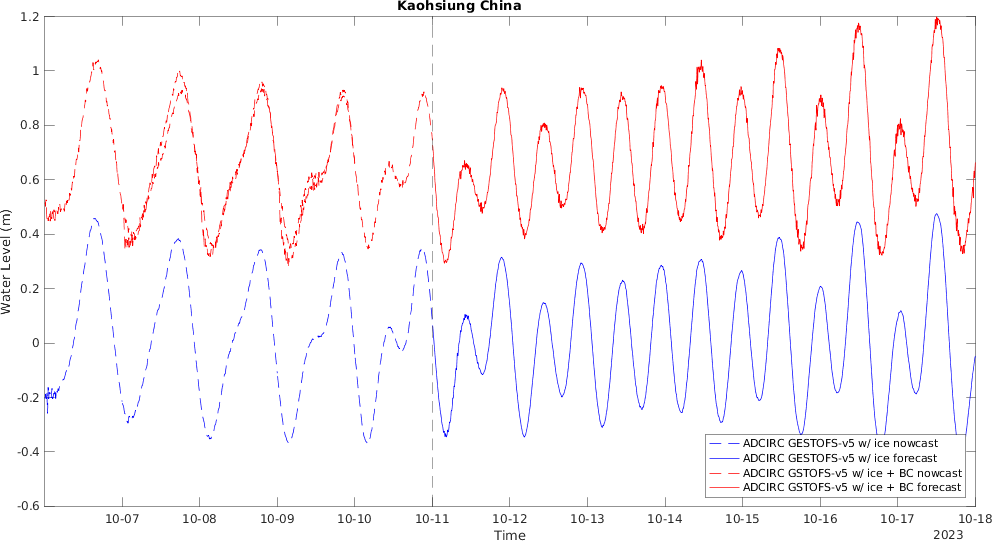 Kaohsiung China
1.2
1
0.8
0.6
0.4
0.2
0
-0.2
-0.4
-0.6
Water Level (m)
ADCIRC GESTOFS-v5 w/ ice nowcast
ADCIRC GESTOFS-v5 w/ ice forecast
ADCIRC GSTOFS-v5 w/ ice + BC nowcast
ADCIRC GSTOFS-v5 w/ ice + BC forecast
10-07 10-08 10-09 10-10 10-11 10-12 10-13 10-14 10-15 10-16 10-17 10-18
Time
2023